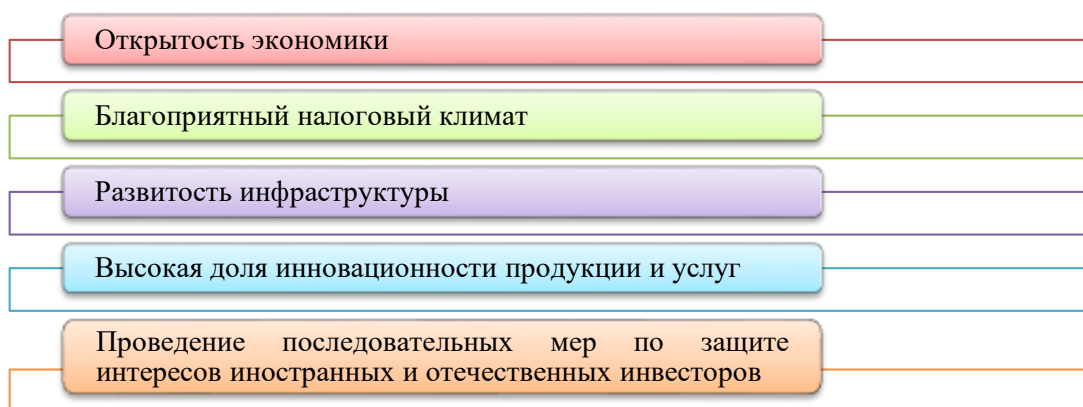 Открытость экономики
Благоприятный налоговый климат
Развитость инфраструктуры
Высокая доля инновационности продукции и услуг
Проведение последовательных мер по защите
интересов иностранных и отечественных инвесторов